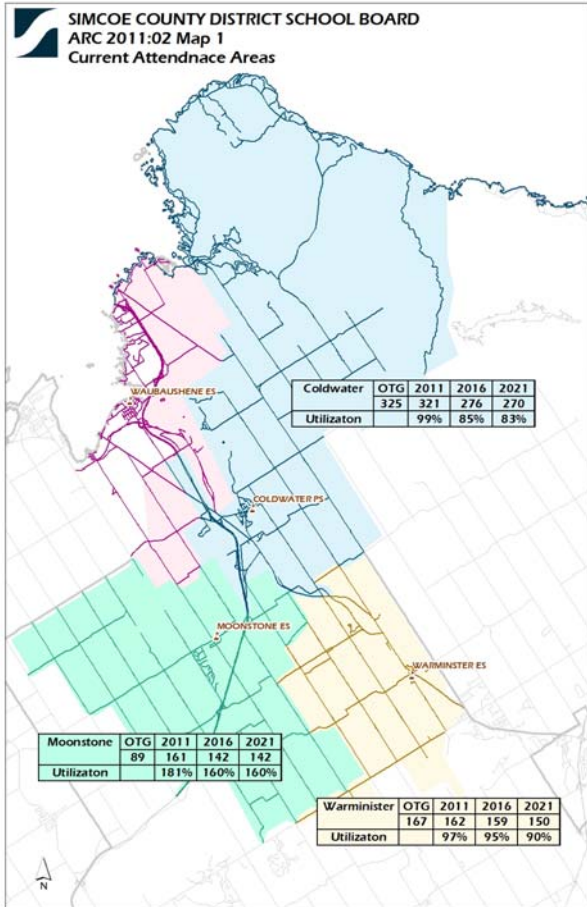 SIMCOE COUNTY DISTRICT SCHOOL BOARD
ARC 2011:02 Map 1
Current Attendnace Areas
WAUBAUSHENE ES
Coldwater OTG 2011 2016 2021
325 321 276 270
Utilizaton 99% 85% 83%
COLDWATER PS
MOONSTONE ES
WARMINSTER ES
Moonstone OTG 2011 2016 2021
89 161 142 142
Utilizaton 181% 160% 160%
Warminister OTG 2011 2016 2021
167 162 159 150
Utilizaton 97% 95% 90%
N